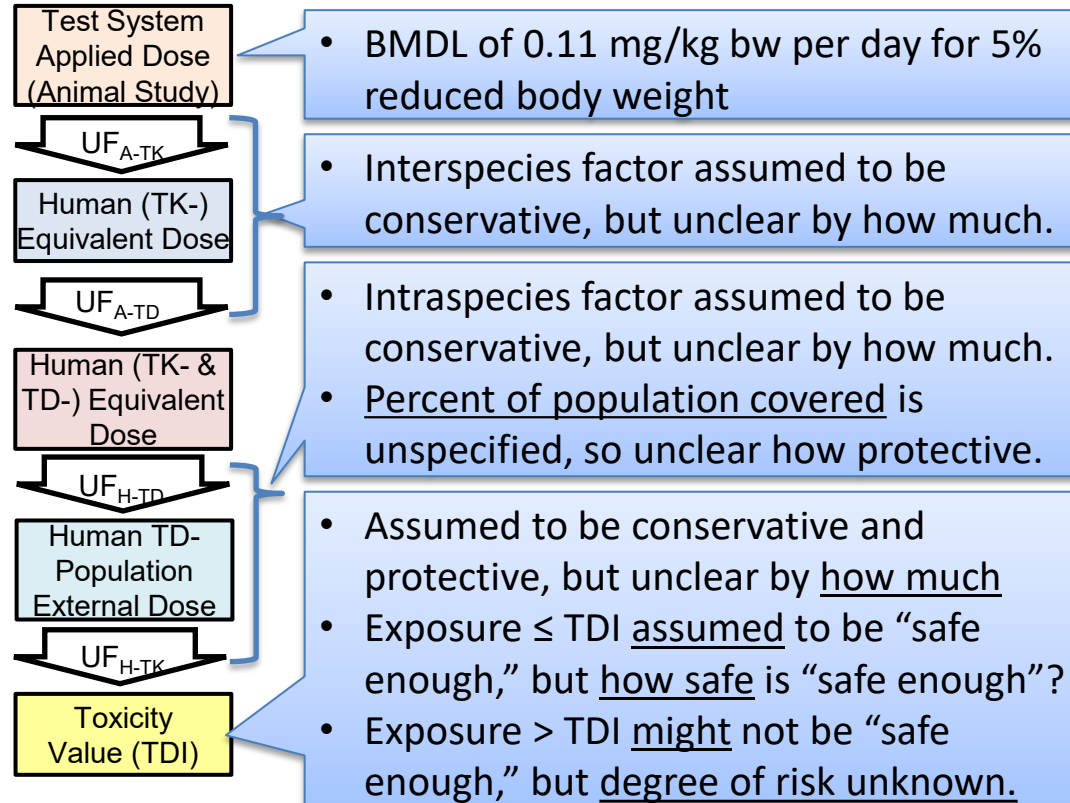 Test System
Applied Dose
(Animal Study)
UFA-TK
Human (TK-)
Equivalent Dose
UFA-TD
Human (TK- &
TD-) Equivalent
Dose
UFH-TD
Human TD-
Population
External Dose
UFH-TK
Toxicity
Value (TDI)
• BMDL of 0.11 mg/kg bw per day for 5%
reduced body weight
• Interspecies factor assumed to be
conservative, but unclear by how much.
• Intraspecies factor assumed to be
conservative, but unclear by how much.
• Percent of population covered is
unspecified, so unclear how protective.
• Assumed to be conservative and
protective, but unclear by how much
• Exposure ≤ TDI assumed to be “safe
enough,” but how safe is “safe enough”?
• Exposure > TDI might not be “safe
enough,” but degree of risk unknown.